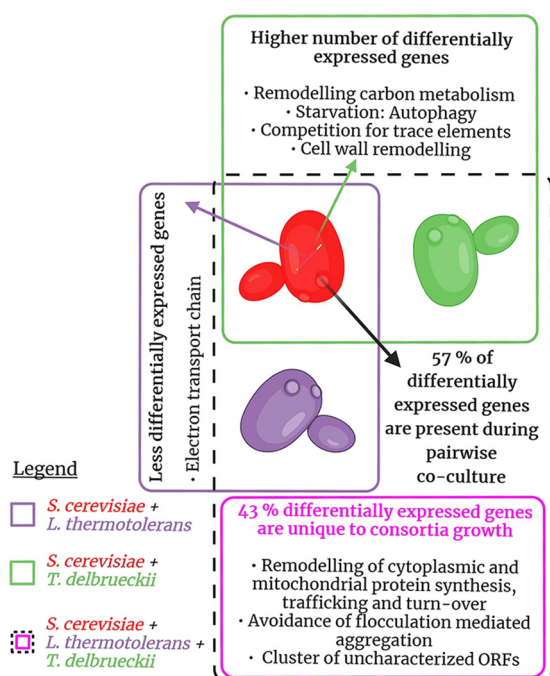 Higher number of differentially
expressed genes
· Remodelling carbon metabolism
· Starvation: Autophagy
· Competition for trace elements
· Cell wall remodelling
Less differentially expressed genes
· Electron transport chain
57 % of
differentially
expressed genes
are present during
pairwise
co-culture
Legend
S. cerevisiae +
L. thermotolerans
S. cerevisiae +
T. delbrueckii
S. cerevisiae +
L. thermotolerans +
T. delbrueckii
43 % differentially expressed genes
are unique to consortia growth
· Remodelling of cytoplasmic and
mitochondrial protein synthesis,
trafficking and turn-over
· Avoidance of flocculation mediated
aggregation
· Cluster of uncharacterized ORFs